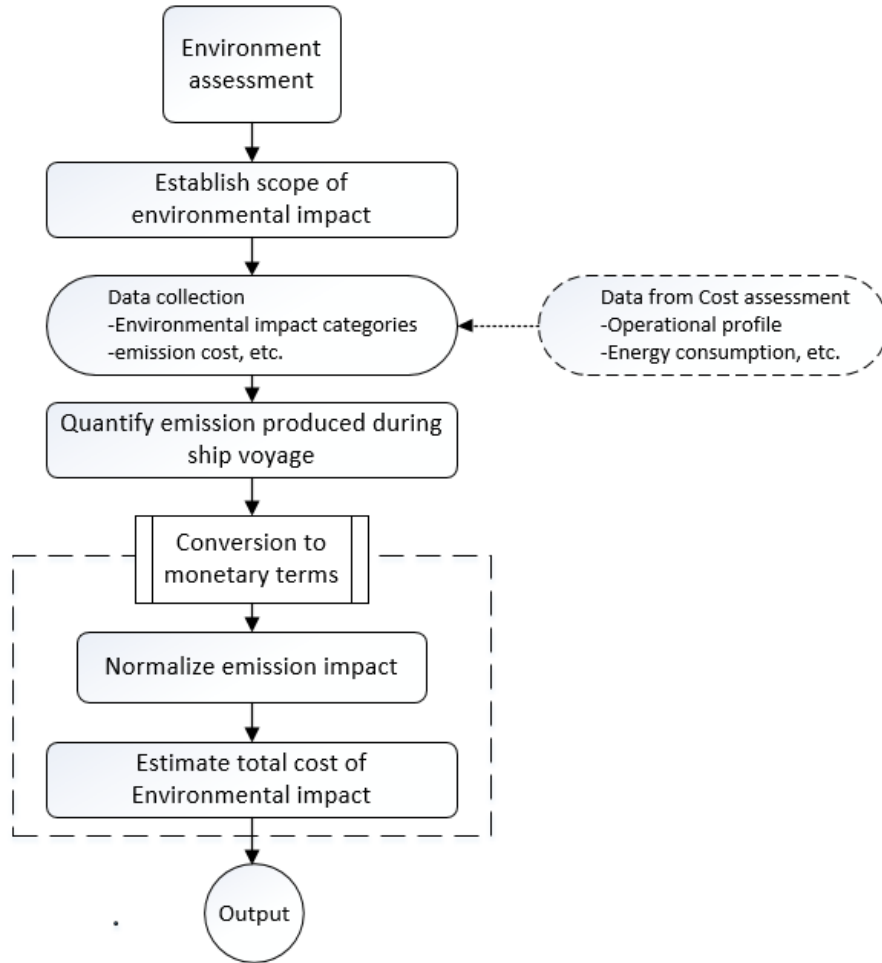 Environment
assessment
Establish scope of
environmental impact
Data collection
-Environmental impact categories
-emission cost, etc.
Data from Cost assessment
-Operational profile
-Energy consumption, etc.
Quantify emission produced during
ship voyage
Conversion to
monetary terms
Normalize emission impact
Estimate total cost of
Environmental impact
Output